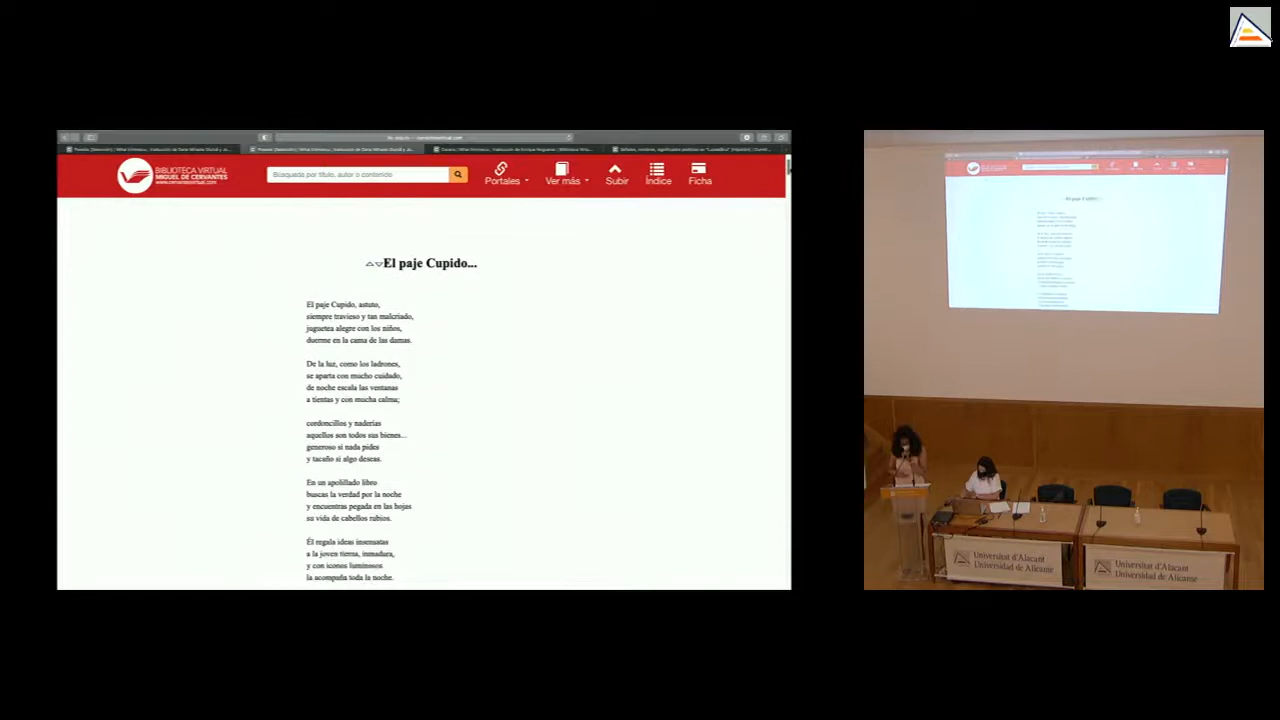 BIBLIOTECA VIRTUAL
MIGUEL DE CERVANTES
www.cervantesvirtual.com
Búsqueda por título, autor o contenido
Portales
Ver más
Subir
Índice
Ficha
El paje Cupido...
El paje Cupido, astuto,
siempre travieso y tan malcriado,
juguetea alegre con los niños,
duerme en la cama de las damas.
De la luz, como los ladrones,
se aparta con mucho cuidado,
de noche escala las ventanas
a tientas y con mucha calma;
cordoncillos y naderías
aquellos son todos sus bienes...
generoso si nada pides
y tacaño si algo deseas.
En un apolillado libro
buscas la verdad por la noche
y encuentras pegada en las hojas
su vida de cabellos rubios.
Él regala ideas insensatas
a la joven tierna, inmadura,
y con iconos luminosos
la acompaña toda la noche.
Universitat d'Alacant
Universidad de Alicante
Universitat d'Alacant
Universidad de Alicante